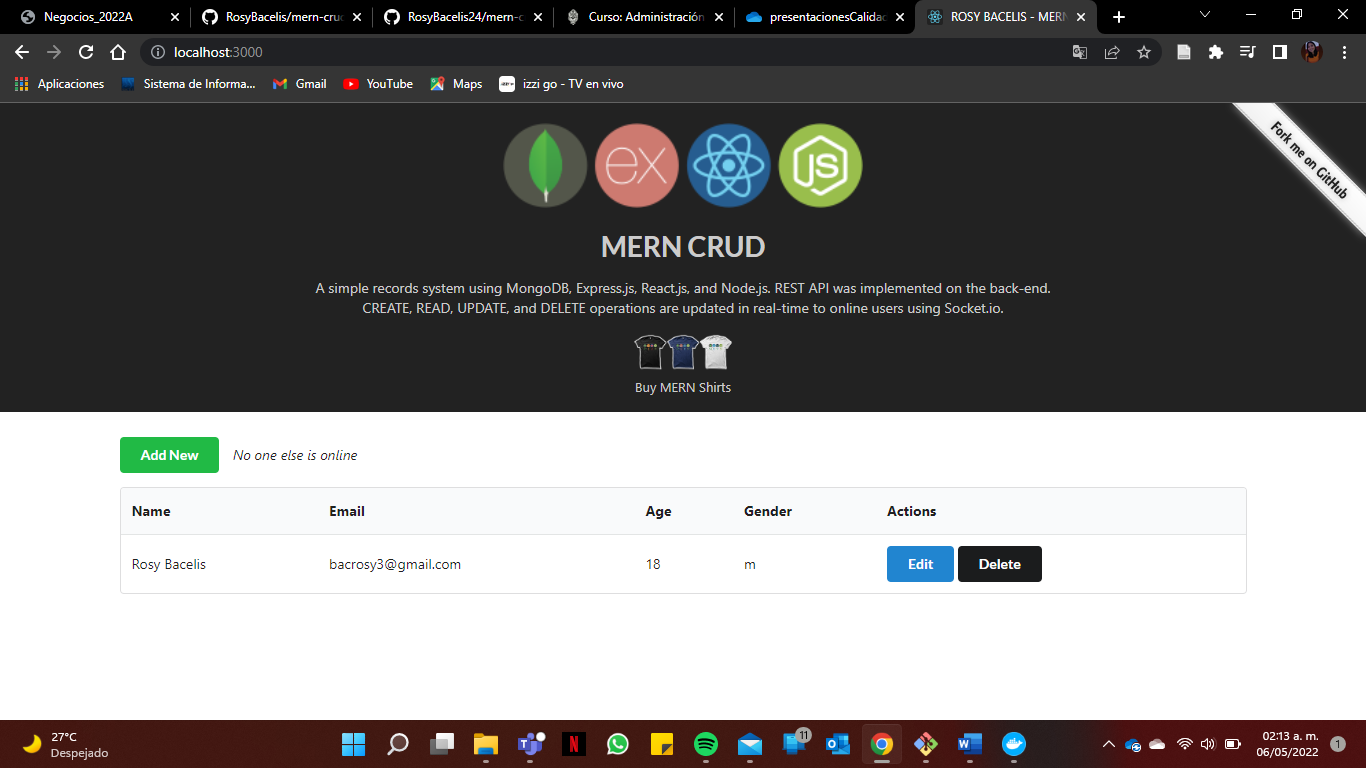 Negocios_2022A
RosyBacelis/mern-cruc
RosyBacelis24/mern-c
Curso: Administración
presentacionesCalidad
ROSY BACELIS - MERN
localhost:3000
Aplicaciones
Sistema de Informa...
Gmail
YouTube
Maps
izzi go - TV en vivo
Fork me on GitHub
ex
JS
MERN CRUD
A simple records system using MongoDB, Express.js, React.js, and Node.js. REST API was implemented on the back-end.
CREATE, READ, UPDATE, and DELETE operations are updated in real-time to online users using Socket.io.
Buy MERN Shirts
Add New
No one else is online
Name Email Age Gender Actions
Rosy Bacelis bacrosy3@gmail.com 18 m Edit Delete
27°C
Despejado
11
02:13 a. m.
06/05/2022
1